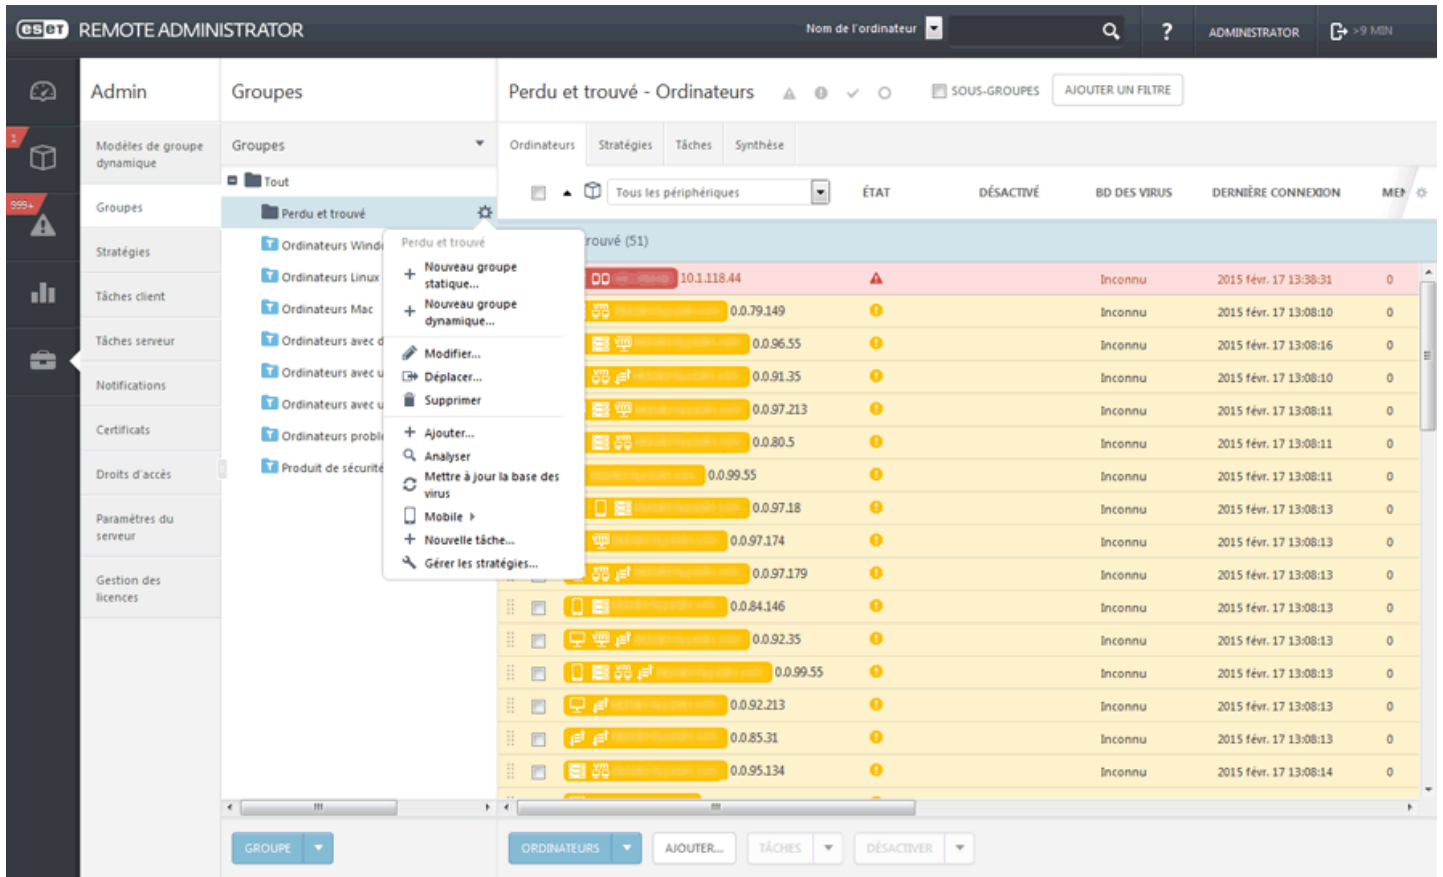 eset REMOTE ADMINISTRATOR
Nom de l'ordinateur
?
ADMINISTRATOR
>9 MIN
1
999+
Admin
Modèles de groupe
dynamique
Groupes
Stratégies
Tâches client
Tâches serveur
Notifications
Certificats
Droits d'accès
Paramètres du
serveur
Gestion des
licences
Groupes
Groupes
Tout
Perdu et trouvé
Ordinateurs Wind
Ordinateurs Linux
Ordinateurs Mac
Ordinateurs avec d
Ordinateurs avec u
Ordinateurs avec u
Ordinateurs problé
Produit de sécurité
GROUPE
Perdu et trouvé
Nouveau groupe
statique...
Nouveau groupe
dynamique...
Modifier...
Déplacer...
Supprimer
Ajouter...
Analyser
Mettre à jour la base des
virus
Mobile
Nouvelle tâche...
Gérer les stratégies...
Perdu et trouvé - Ordinateurs
SOUS-GROUPES
AJOUTER UN FILTRE
Ordinateurs Stratégies Tâches Synthèse
Tous les périphériques ÉTAT DÉSACTIVÉ BD DES VIRUS DERNIÈRE CONNEXION MEN
rouvé (51)
10.1.118.44 Inconnu 2015 févr. 17 13:38:31 0
0.0.79.149 Inconnu 2015 févr. 17 13:08:10 0
0.0.96.55 Inconnu 2015 févr. 17 13:08:16 0
0.0.91.35 Inconnu 2015 févr. 17 13:08:10 0
0.0.97.213 Inconnu 2015 févr. 17 13:08:11 0
0.0.80.5 Inconnu 2015 févr. 17 13:08:11 0
0.0.99.55 Inconnu 2015 févr. 17 13:08:11 0
0.0.97.18 Inconnu 2015 févr. 17 13:08:13 0
0.0.97.174 Inconnu 2015 févr. 17 13:08:13 0
0.0.97.179 Inconnu 2015 févr. 17 13:08:13 0
0.0.84.146 Inconnu 2015 févr. 17 13:08:13 0
0.0.92.35 Inconnu 2015 févr. 17 13:08:13 0
0.0.99.55 Inconnu 2015 févr. 17 13:08:13 0
0.0.92.213 Inconnu 2015 févr. 17 13:08:13 0
0.0.85.31 Inconnu 2015 févr. 17 13:08:13 0
0.0.95.134 Inconnu 2015 févr. 17 13:08:14 0
ORDINATEURS AJOUTER... TÂCHES DÉSACTIVER